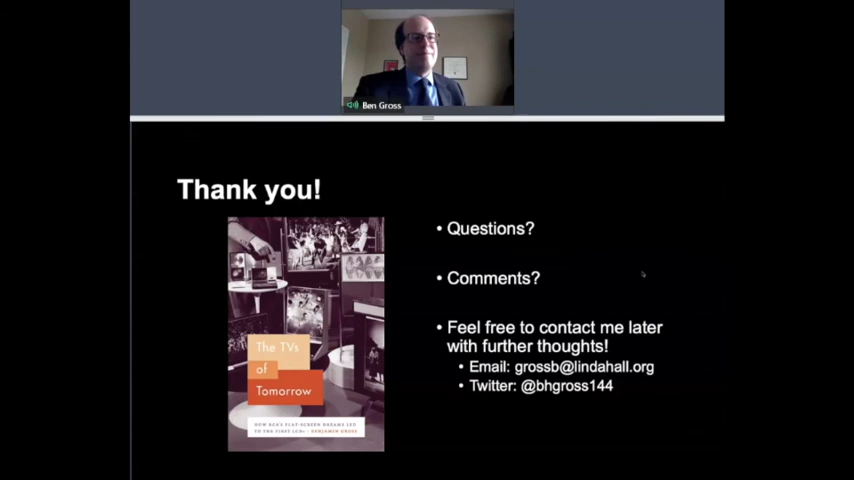 Ben Gross
Thank you!
• Questions?
• Comments?
• Feel free to contact me later
with further thoughts!
• Email: grossb@lindahall.org
• Twitter: @bhgross144
The TVs
of
Tomorrow
HOW RCA'S FLAT-SCREEN DREAMS LED
TO THE FIRST LCDs / BENJAMIN GROSS